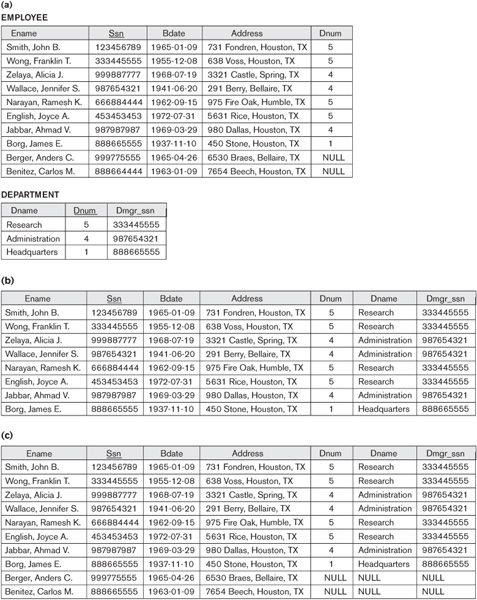 (a)
EMPLOYEE
Ename Ssn Bdate Address Dnum
Smith, John B. 123456789 1965-01-09 731 Fondren, Houston, TX 5
Wong, Franklin T. 333445555 1955-12-08 638 Voss, Houston, TX 5
Zelaya, Alicia J. 999887777 1968-07-19 3321 Castle, Spring, TX 4
Wallace, Jennifer S. 987654321 1941-06-20 291 Berry, Bellaire, TX 4
Narayan, Ramesh K. 666884444 1962-09-15 975 Fire Oak, Humble, TX 5
English, Joyce A. 453453453 1972-07-31 5631 Rice, Houston, TX 5
Jabbar, Ahmad V. 987987987 1969-03-29 980 Dallas, Houston, TX 4
Borg, James E. 888665555 1937-11-10 450 Stone, Houston, TX 1
Berger, Anders C. 999775555 1965-04-26 6530 Braes, Bellaire, TX NULL
Benitez, Carlos M. 888664444 1963-01-09 7654 Beech, Houston, TX NULL
DEPARTMENT
Dname Dnum Dmgr_ssn
Research 5 333445555
Administration 4 987654321
Headquarters 1 888665555
(b)
Ename Ssn Bdate Address Dnum Dname Dmgr_ssn
Smith, John B. 123456789 1965-01-09 731 Fondren, Houston, TX 5 Research 333445555
Wong, Franklin T. 333445555 1955-12-08 638 Voss, Houston, TX 5 Research 333445555
Zelaya, Alicia J. 999887777 1968-07-19 3321 Castle, Spring, TX 4 Administration 987654321
Wallace, Jennifer S. 987654321 1941-06-20 291 Berry, Bellaire, TX 4 Administration 987654321
Narayan, Ramesh K. 666884444 1962-09-15 975 Fire Oak, Humble, TX 5 Research 333445555
English, Joyce A. 453453453 1972-07-31 5631 Rice, Houston, TX 5 Research 333445555
Jabbar, Ahmad V. 987987987 1969-03-29 980 Dallas, Houston, TX 4 Administration 987654321
Borg, James E. 888665555 1937-11-10 450 Stone, Houston, TX 1 Headquarters 888665555
(c)
Ename Ssn Bdate Address Dnum Dname Dmgr_ssn
Smith, John B. 123456789 1965-01-09 731 Fondren, Houston, TX 5 Research 333445555
Wong, Franklin T. 333445555 1955-12-08 638 Voss, Houston, TX 5 Research 333445555
Zelaya, Alicia J. 999887777 1968-07-19 3321 Castle, Spring, TX 4 Administration 987654321
Wallace, Jennifer S. 987654321 1941-06-20 291 Berry, Bellaire, TX 4 Administration 987654321
Narayan, Ramesh K. 666884444 1962-09-15 975 Fire Oak, Humble, TX 5 Research 333445555
English, Joyce A. 453453453 1972-07-31 5631 Rice, Houston, TX 5 Research 333445555
Jabbar, Ahmad V. 987987987 1969-03-29 980 Dallas, Houston, TX 4 Administration 987654321
Borg, James E. 888665555 1937-11-10 450 Stone, Houston, TX 1 Headquarters 888665555
Berger, Anders C. 999775555 1965-04-26 6530 Braes, Bellaire, TX NULL NULL NULL
Benitez, Carlos M. 888664444 1963-01-09 7654 Beech, Houston, TX NULL NULL NULL